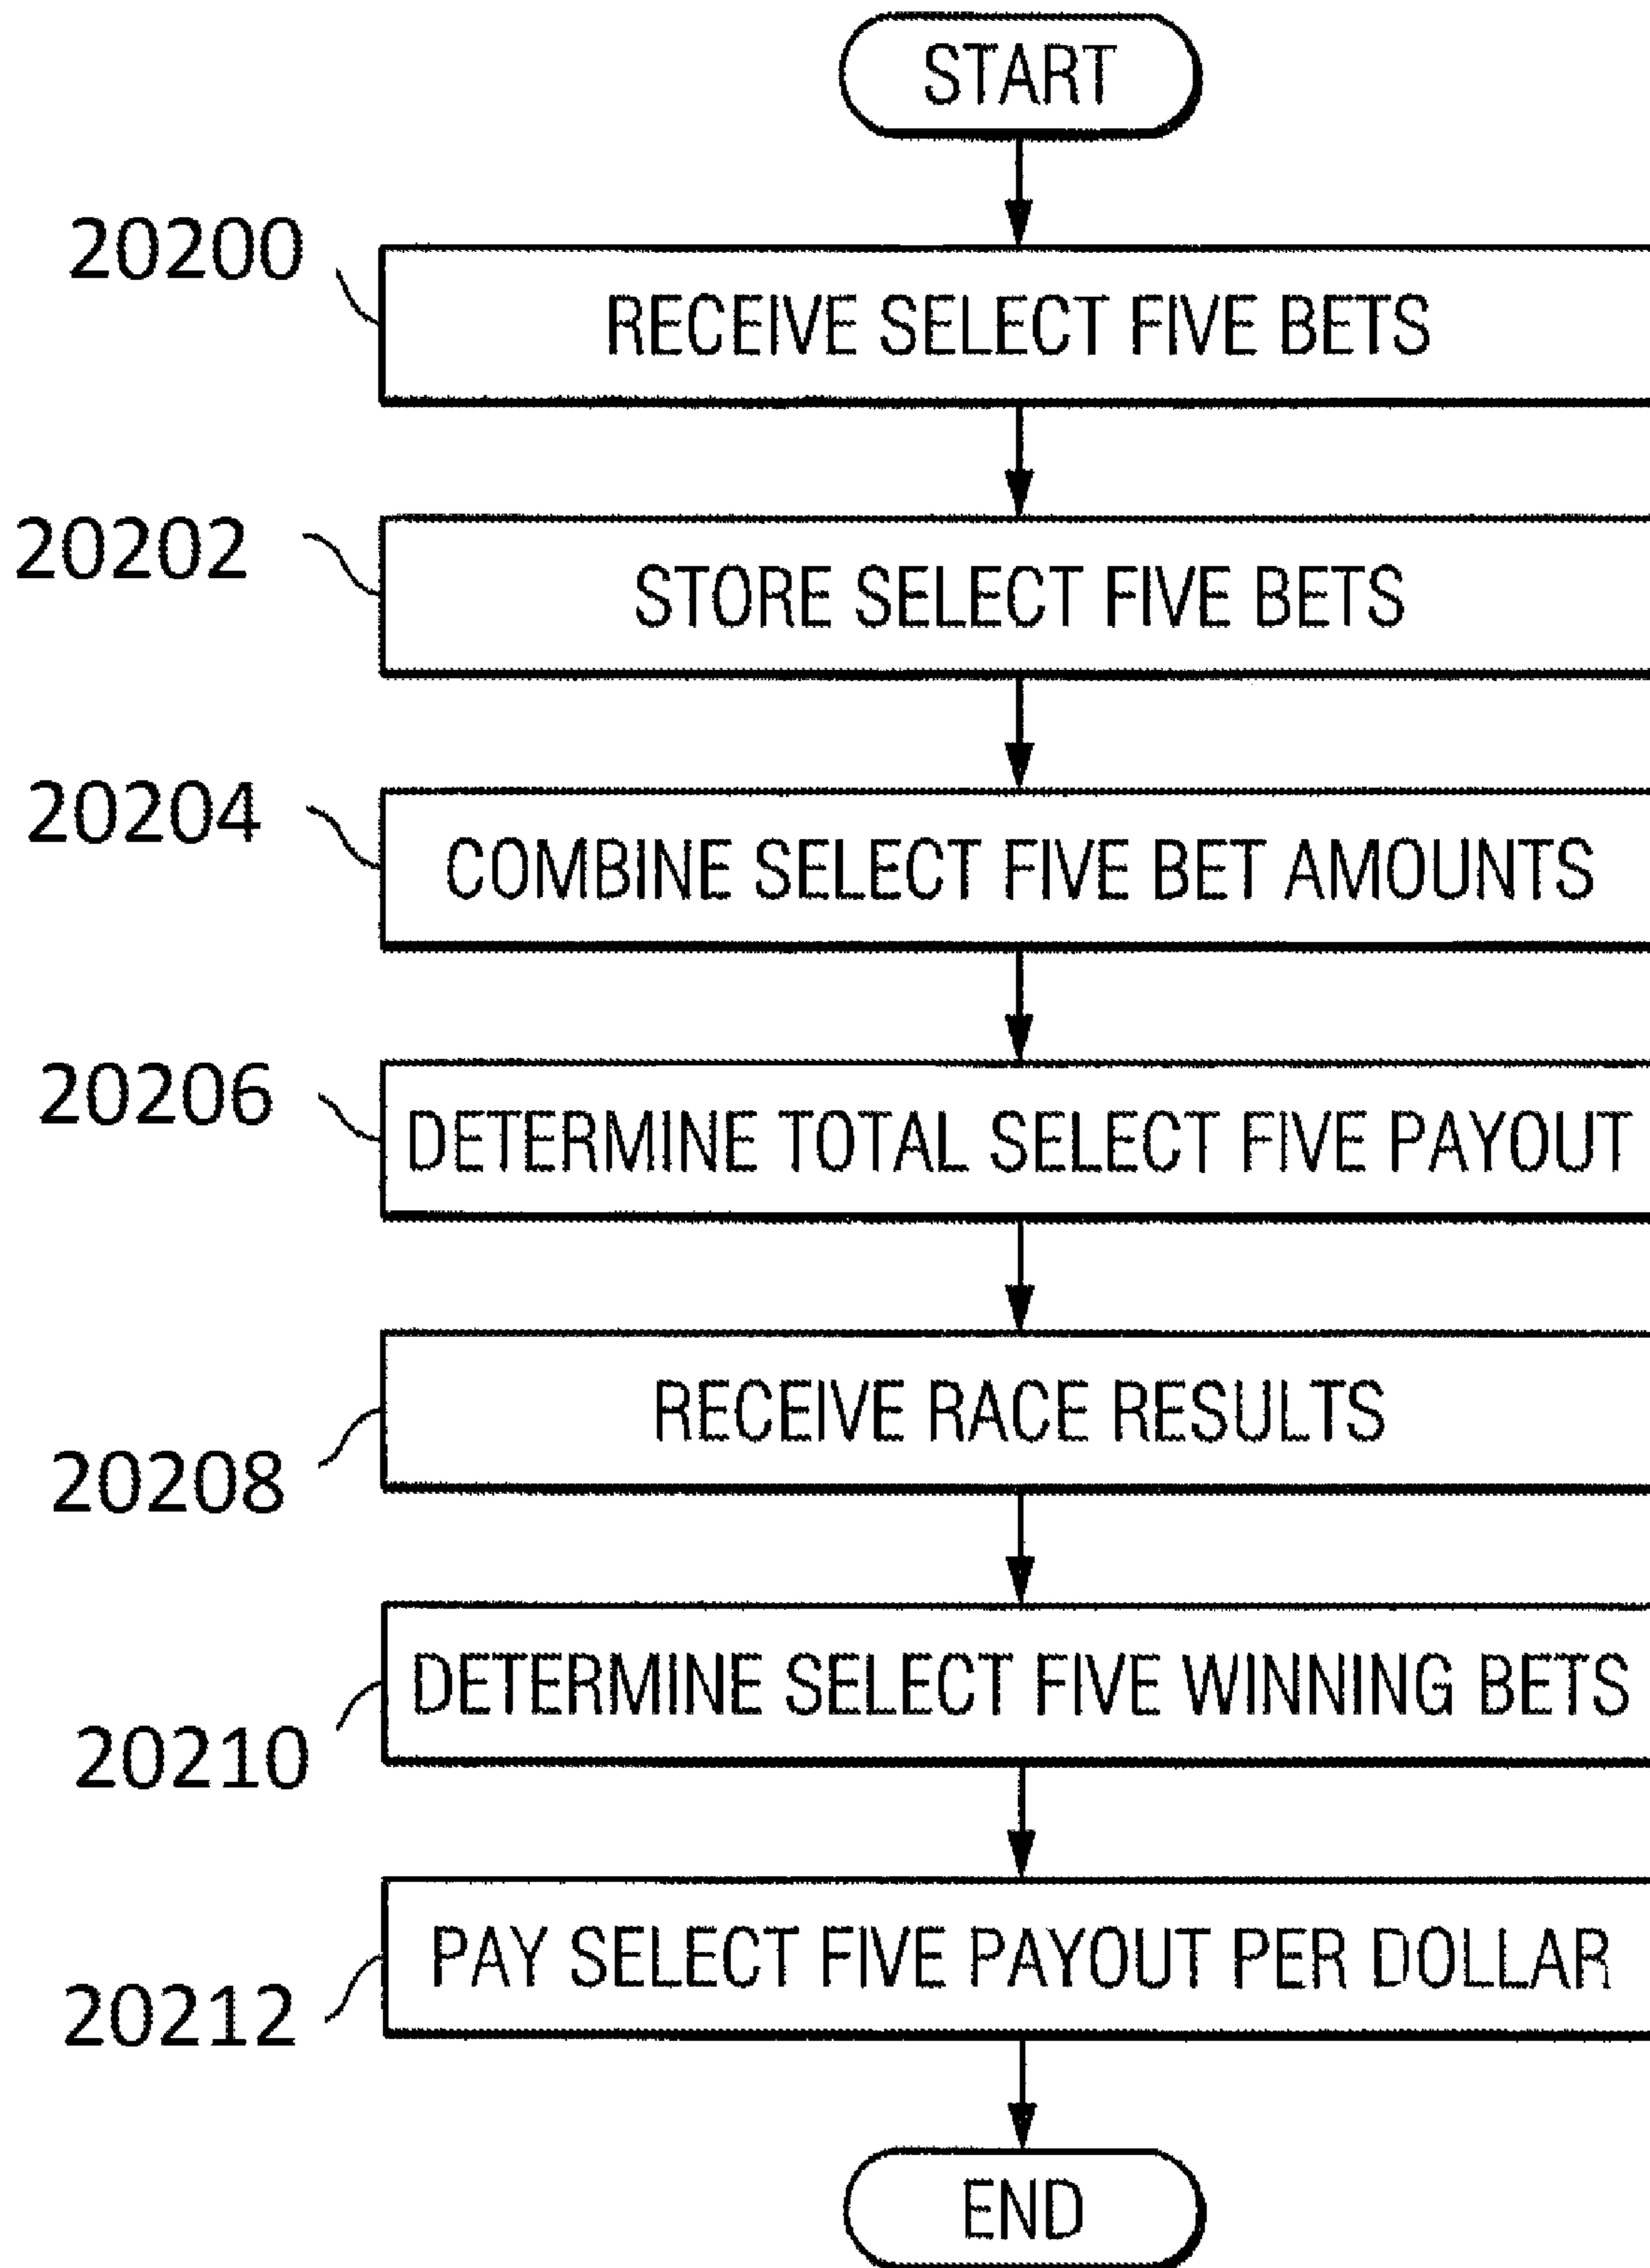 START
20200
RECEIVE SELECT FIVE BETS
20202
STORE SELECT FIVE BETS
20204
COMBINE SELECT FIVE BET AMOUNTS
20206
DETERMINE TOTAL SELECT FIVE PAYOUT
20208
RECEIVE RACE RESULTS
20210
DETERMINE SELECT FIVE WINNING BETS
20212
PAY SELECT FIVE PAYOUT PER DOLLAR
END